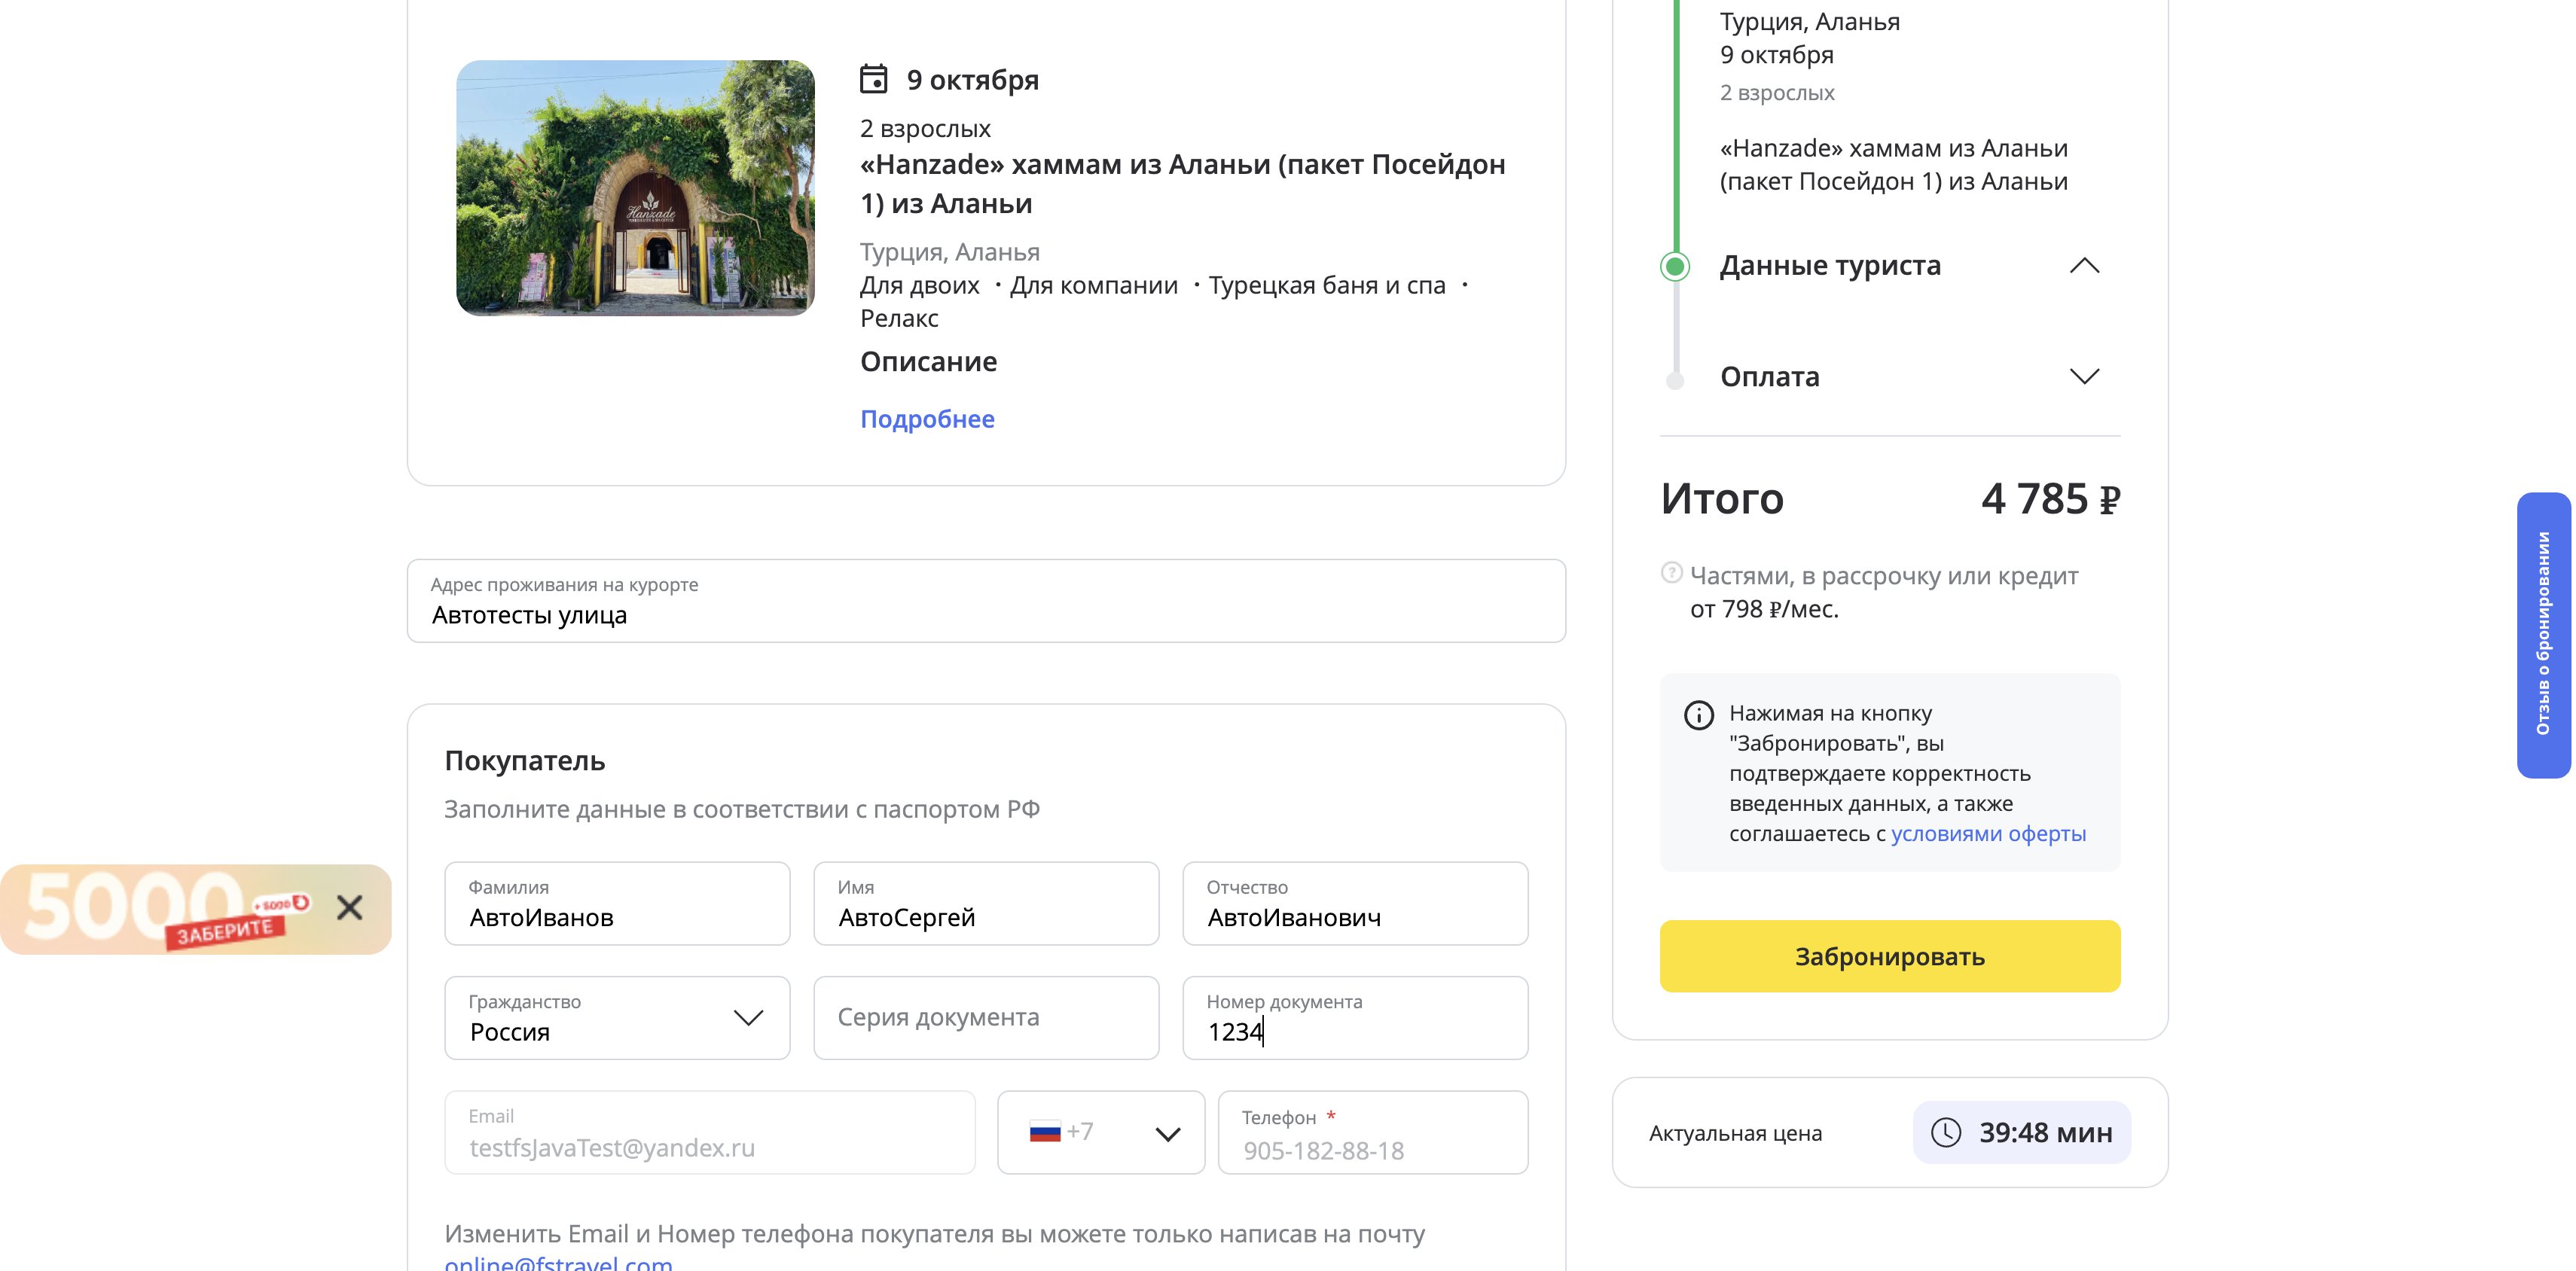 9 октября
2 взрослых
«Hanzade» хаммам из Аланьи (пакет Посейдон
1) из Аланьи
Турция, Аланья
Для двоих · Для компании · Турецкая баня и спа ·
Релакс
Описание
Подробнее
Hanzade
Адрес проживания на курорте
Автотесты улица
Покупатель
Заполните данные в соответствии с паспортом РФ
Фамилия
АвтоИванов
Имя
АвтоСергей
Отчество
АвтоИванович
Гражданство
Россия
Серия документа
Номер документа
1234
Email
testfsJavaTest@yandex.ru
+7
Телефон *
905-182-88-18
Изменить Email и Номер телефона покупателя вы можете только написав на почту
online@fstravel.com
5000
+ 5000
ЗАБЕРИТЕ
Турция, Аланья
9 октября
2 взрослых
«Hanzade» хаммам из Аланьи
(пакет Посейдон 1) из Аланьи
Данные туриста
Оплата
Итого 4 785 ₽
Частями, в рассрочку или кредит
от 798 ₽/мес.
Нажимая на кнопку
"Забронировать", вы
подтверждаете корректность
введенных данных, а также
соглашаетесь с условиями оферты
Забронировать
Актуальная цена 39:48 мин
Отзыв о бронировании